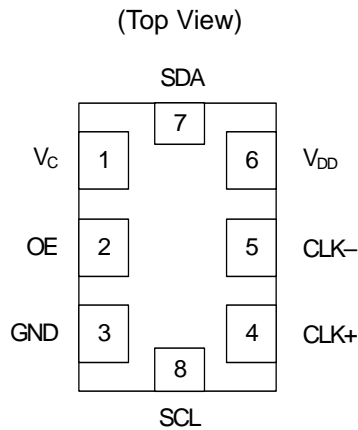 (Top View)
SDA
7
VC 1 6 VDD
OE 2 5 CLK–
GND 3 4 CLK+
8
SCL